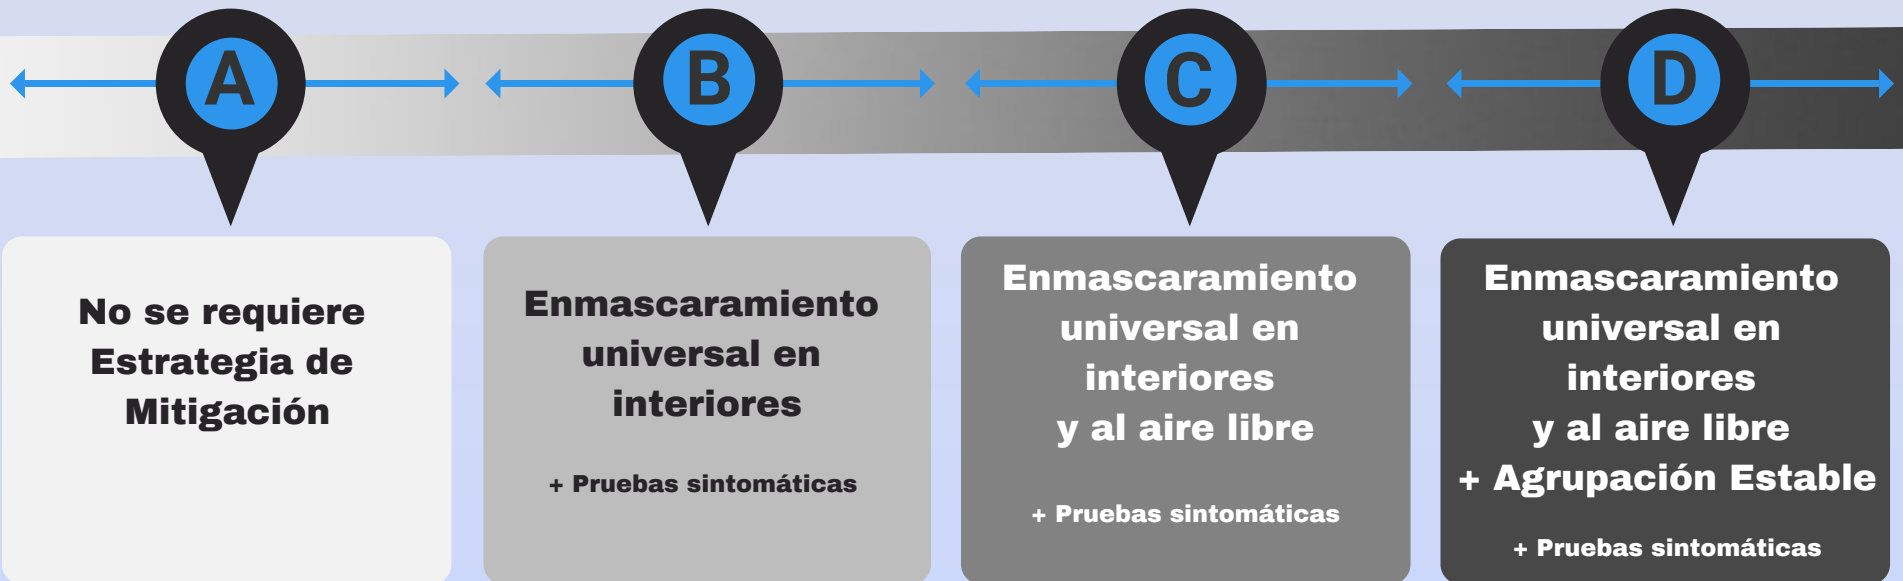 A
B
C
D
No se requiere
Estrategia de
Mitigación
Enmascaramiento
universal en
interiores
+ Pruebas sintomáticas
Enmascaramiento
universal en
interiores
y al aire libre
+ Pruebas sintomáticas
Enmascaramiento
universal en
interiores
y al aire libre
+ Agrupación Estable
+ Pruebas sintomáticas